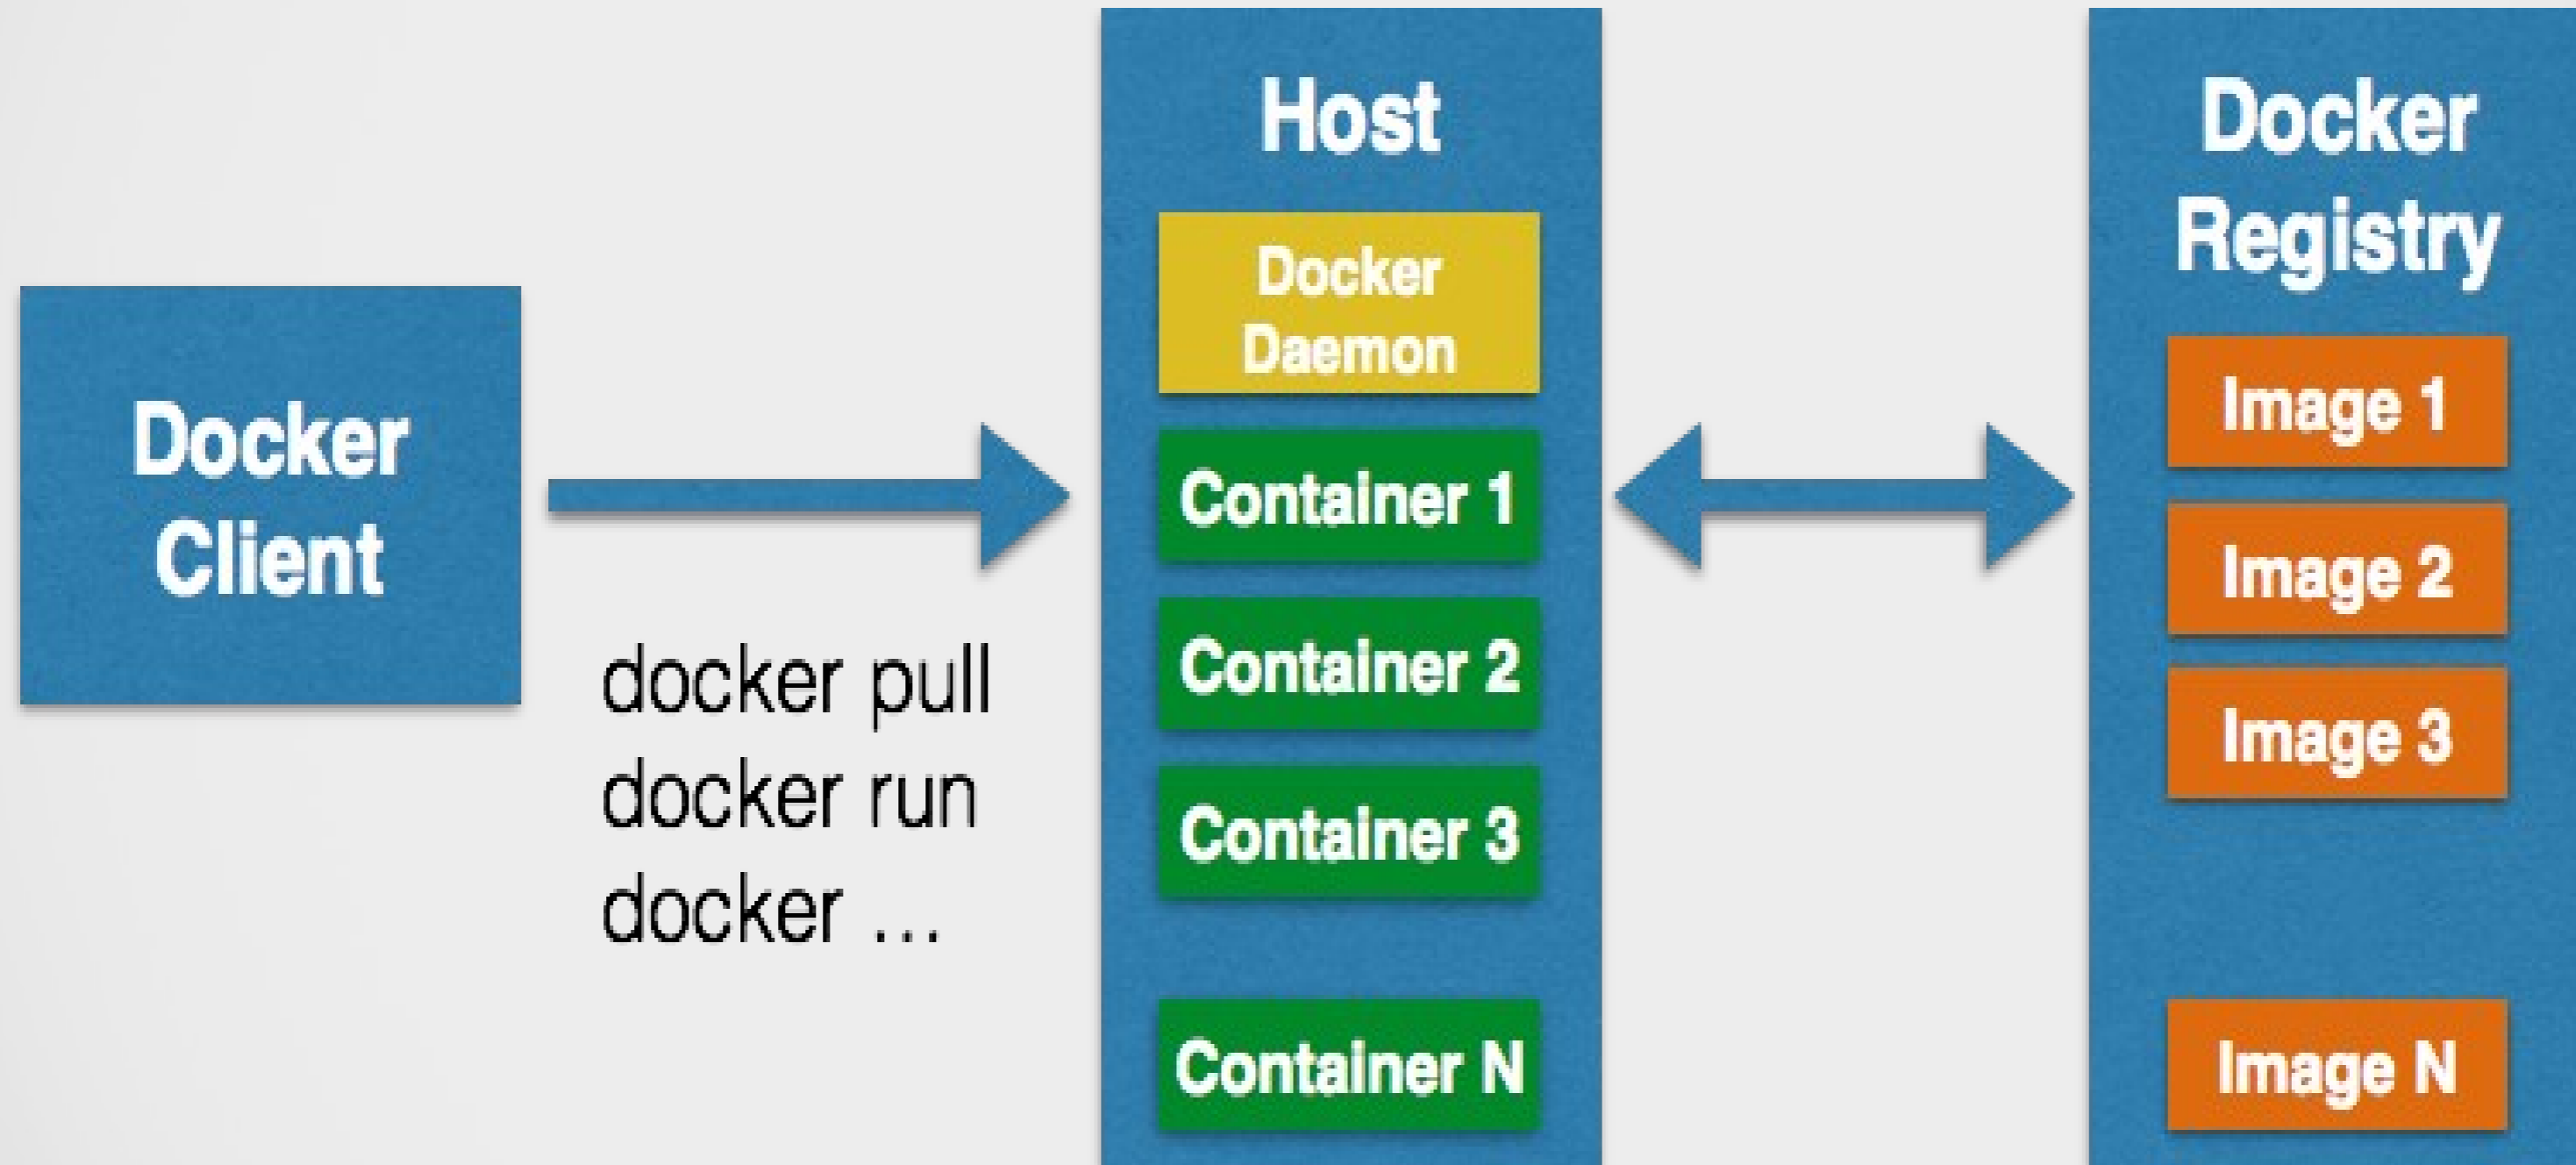 Docker
Client
docker pull
docker run
docker ...
Host
Docker
Daemon
Container 1
Container 2
Container 3
Container N
Docker
Registry
Image 1
Image 2
Image 3
Image N